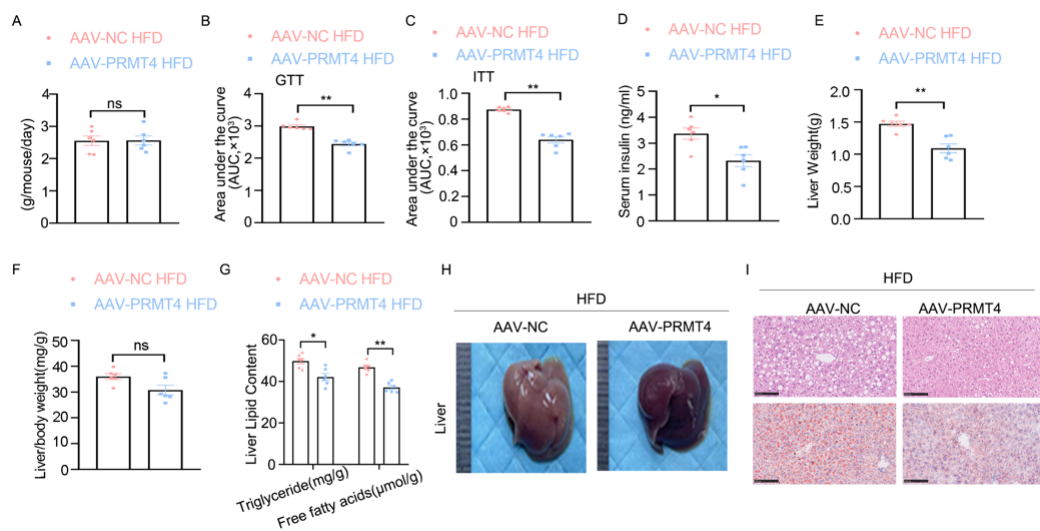 A
AAV-NC HFD
AAV-PRMT4 HFD
(g/mouse/day)
4
3
2
1
0
ns
B
AAV-NC HFD
AAV-PRMT4 HFD
GTT
Area under the curve
(AUC,×10³)
4
3
2
1
0
**
C
AAV-NC HFD
AAV-PRMT4 HFD
ITT
Area under the curve
(AUC,×10³)
1.0
0.8
0.6
0.4
0.2
0
**
D
AAV-NC HFD
AAV-PRMT4 HFD
Serum insulin (ng/ml)
5
4
3
2
1
0
*
E
AAV-NC HFD
AAV-PRMT4 HFD
Liver Weight(g)
2.0
1.5
1.0
0.5
0.0
**
F
AAV-NC HFD
AAV-PRMT4 HFD
Liver/body weight(mg/g)
50
40
30
20
10
0
ns
G
AAV-NC HFD
AAV-PRMT4 HFD
Liver Lipid Content
60
40
20
0
*
**
Triglyceride(mg/g)
Free fatty acids(μmol/g)
H
HFD
AAV-NC
AAV-PRMT4
Liver
I
HFD
AAV-NC
AAV-PRMT4